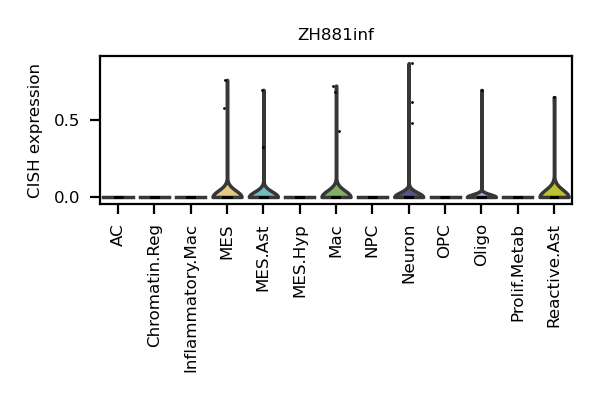 ZH881inf
CISH expression
0.5
0.0
AC
Chromatin.Reg
Inflammatory.Mac
MES
MES.Ast
MES.Hyp
Mac
NPC
Neuron
OPC
Oligo
Prolif.Metab
Reactive.Ast